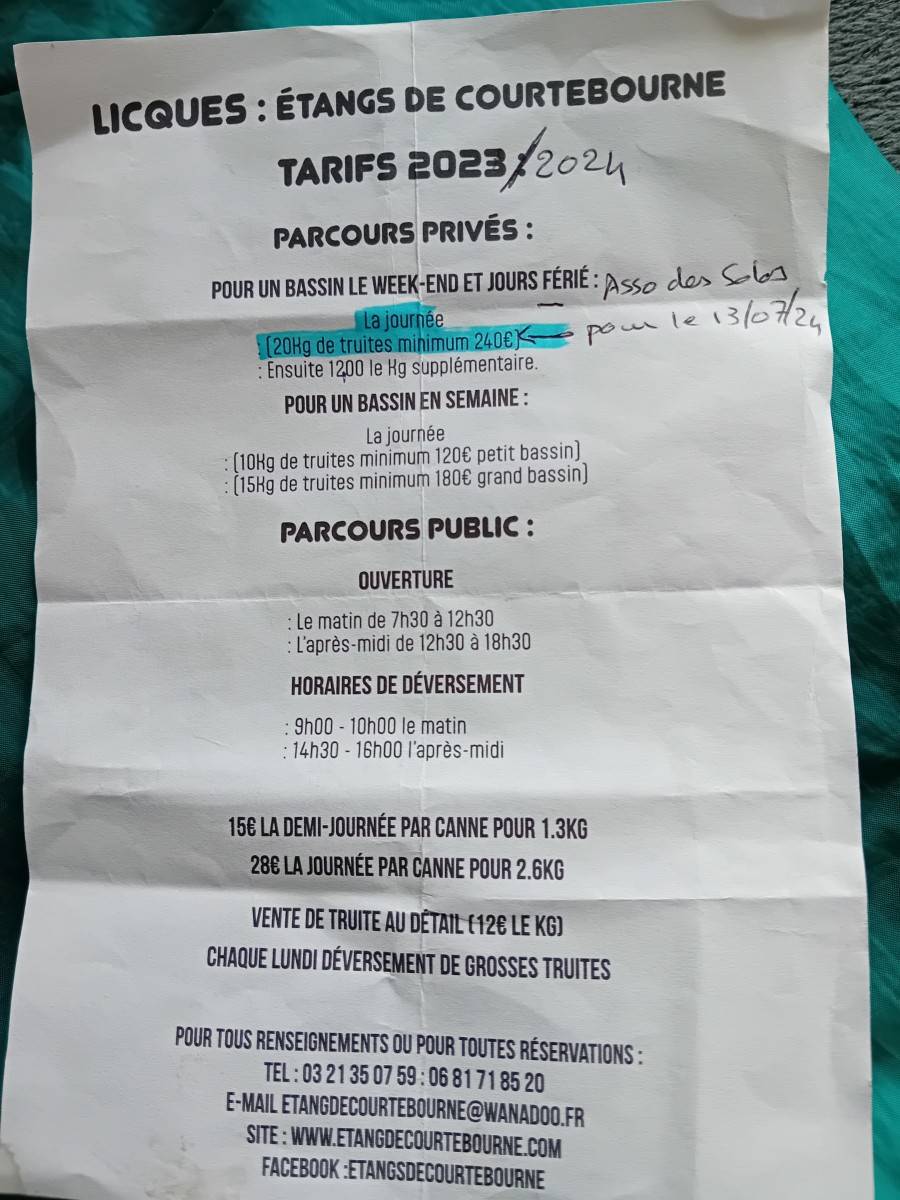 LICQUES : ÉTANGS DE COURTEBOURNE
TARIFS 2023 /2024
PARCOURS PRIVÉS :
POUR UN BASSIN LE WEEK-END ET JOURS FÉRIÉ : Asso des Solos
La journée
: (20Kg de truites minimum 240€) pour le 13/07/24
: Ensuite 12,00 le Kg supplémentaire.
POUR UN BASSIN EN SEMAINE :
La journée
: (10Kg de truites minimum 120€ petit bassin)
: (15Kg de truites minimum 180€ grand bassin)
PARCOURS PUBLIC :
OUVERTURE
: Le matin de 7h30 à 12h30
: L'après-midi de 12h30 à 18h30
HORAIRES DE DÉVERSEMENT
: 9h00 - 10h00 le matin
: 14h30 - 16h00 l'après-midi
15€ LA DEMI-JOURNÉE PAR CANNE POUR 1.3KG
28€ LA JOURNÉE PAR CANNE POUR 2.6KG
VENTE DE TRUITE AU DÉTAIL (12€ LE KG)
CHAQUE LUNDI DÉVERSEMENT DE GROSSES TRUITES
POUR TOUS RENSEIGNEMENTS OU POUR TOUTES RÉSERVATIONS :
TEL : 03 21 35 07 59 : 06 81 71 85 20
E-MAIL ETANGDECOURTEBOURNE@WANADOO.FR
SITE : WWW.ETANGDECOURTEBOURNE.COM
FACEBOOK :ETANGSDECOURTEBOURNE